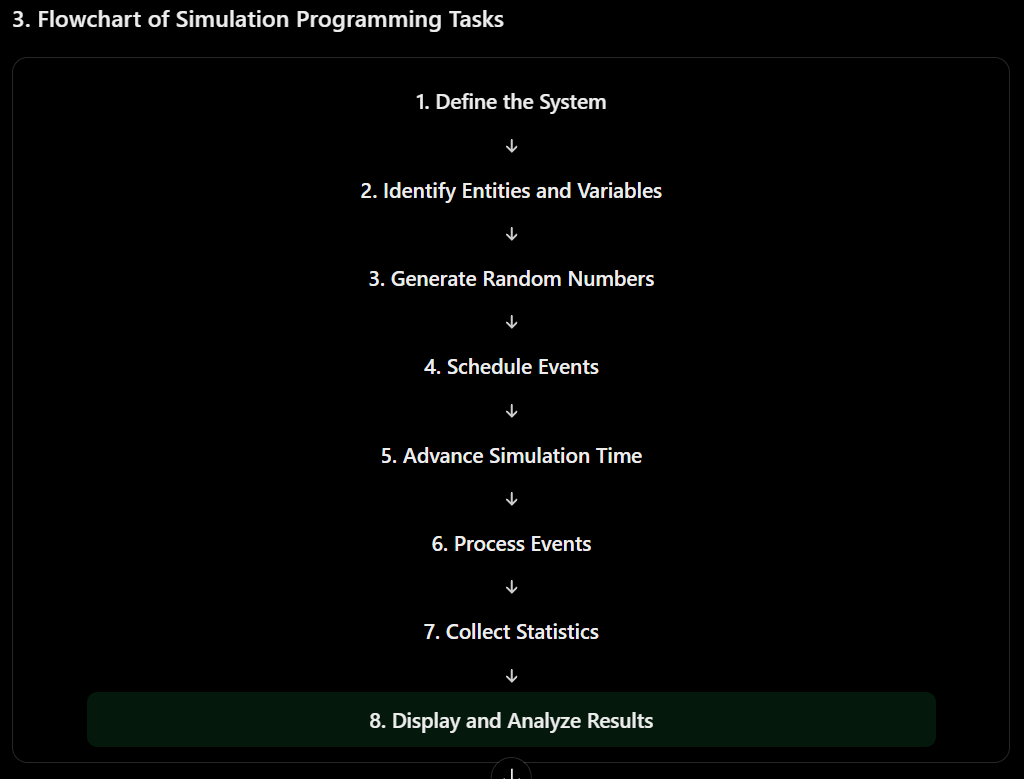 3. Flowchart of Simulation Programming Tasks
1. Define the System
↓
2. Identify Entities and Variables
↓
3. Generate Random Numbers
↓
4. Schedule Events
↓
5. Advance Simulation Time
↓
6. Process Events
↓
7. Collect Statistics
↓
8. Display and Analyze Results